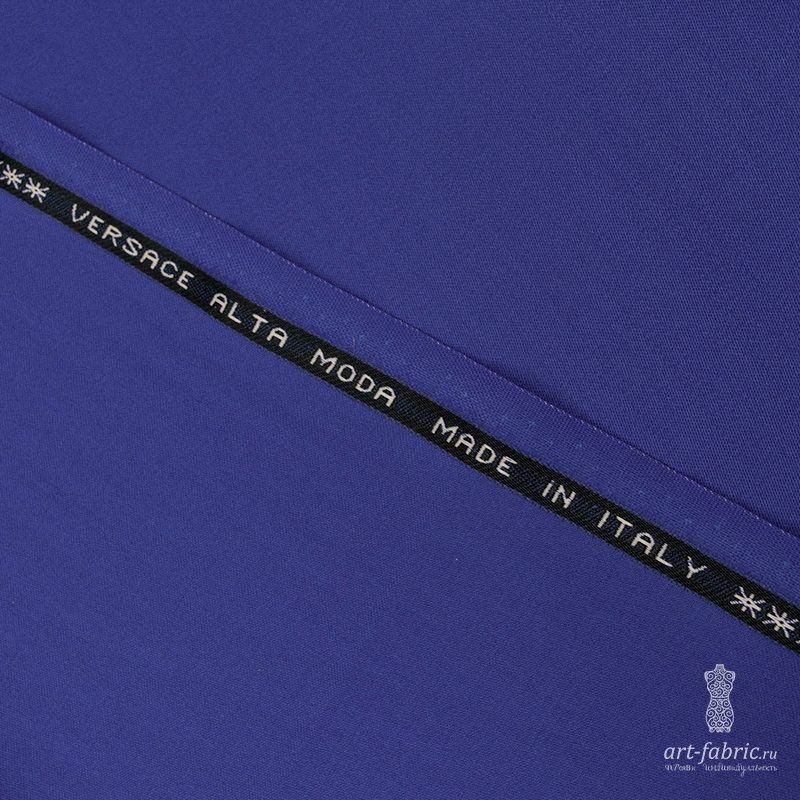 *** VERSACE ALTA MODA MADE iN ITALY ***
art-fabric.ru